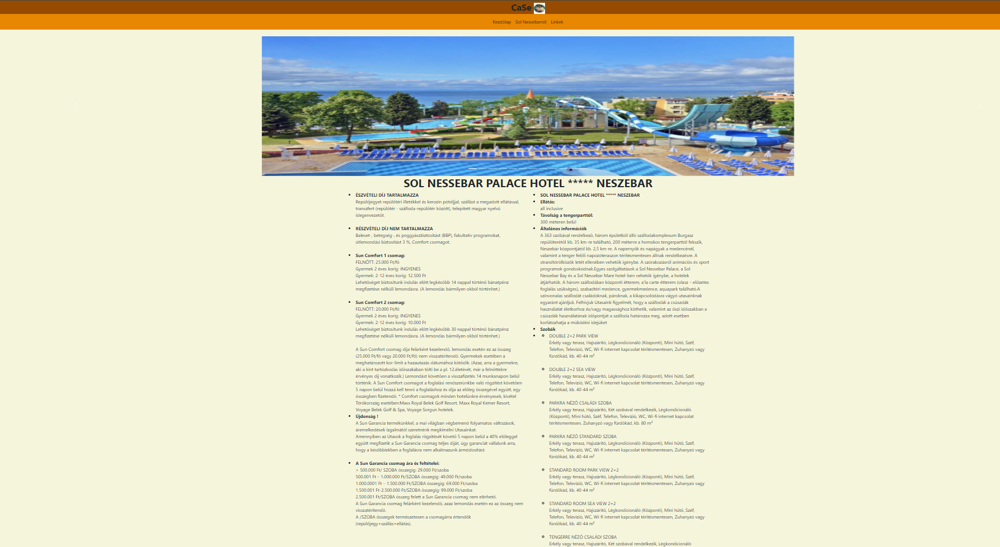 CaSe
Kezdőlap Sol Nessebarról Linkek
SOL NESSEBAR PALACE HOTEL ***** NESZEBAR
ÉSZVÉTELI DÍJ TARTALMAZZA
Repülőjegyet repülőtéri illetékkel és kerozin pótdíjjal, szállást a megadott ellátással,
transzfert (repülőtér - szálloda-repülőtér között), telepített magyar nyelvű
idegenvezetőt.
RÉSZVÉTELI DÍJ NEM TARTALMAZZA
Baleset-, betegség-, és poggyászbiztosítást (BBP), fakultatív programokat,
útlemondási biztosítást 3 %, Comfort csomagot.
Sun Comfort 1 csomag:
FELNŐTT: 25.000 Ft/fő
Gyermek 2 éves korig: INGYENES
Gyermek: 2-12 éves korig: 12.500 Ft
Lehetőséget biztosítunk indulás előtt legkésőbb 14 nappal történő bánatpénz
megfizetése nélküli lemondásra. (A lemondás bármilyen okból történhet.)
Sun Comfort 2 csomag:
FELNŐTT: 20.000 Ft/fő
Gyermek 2 éves korig: INGYENES
Gyermek: 2-12 éves korig: 10.000 Ft
Lehetőséget biztosítunk indulás előtt legkésőbb 30 nappal történő bánatpénz
megfizetése nélküli lemondásra. (A lemondás bármilyen okból történhet.)
A Sun Comfort csomag díja felárként kezelendő, lemondás esetén ez az összeg
(25.000 Ft/fő vagy 20.000 Ft/fő) nem visszatérítendő. Gyermekek esetében a
meghatározott kor-limit a hazautazás dátumához kötődik. (Azaz, arra a gyermekre,
aki a kint tartózkodás időszakában tölti be a pl. 12.életévét, már a felnőttekre
érvényes díj vonatkozik.) Lemondást követően a visszafizetés 14 munkanapon belül
történik. A Sun Comfort csomagot a foglalási rendszerünkbe való rögzítést követően
5 napon belül hozzá kell tenni a foglaláshoz és díja az előleg összegével együtt, egy
összegben fizetendő. * Comfort csomagok minden hotelünkre érvényesek, kivétel
Törökország esetében:Maxx Royal Belek Golf Resort, Maxx Royal Kemer Resort,
Voyage Belek Golf & Spa, Voyage Sorgun hotelek.
Újdonság !
A Sun Garancia termékünkkel, a mai világban végbemenő folyamatos változások,
áremelkedések izgalmától szeretnénk megkímélni Utasainkat.
Amennyiben az Utasok a foglalás rögzítését követő 5 napon belül a 40% előleggel
együtt megfizetik a Sun Garancia csomag teljes díját, úgy garanciát vállalunk arra,
hogy a későbbiekben a foglalásra nem alkalmazunk ármódosítást.
A Sun Garancia csomag ára és feltételei:
> 500.000 Ft/ SZOBA összegig: 29.000 Ft/szoba
500.001 Ft – 1.000.000 Ft/SZOBA összegig: 49.000 Ft/szoba
1.000.0001 Ft – 1.500.000 Ft/SZOBA összegig: 69.000 Ft/szoba
1.500.001 Ft-2.500.000 Ft/SZOBA összegig: 99.000 Ft/szoba
2.500.001 Ft/SZOBA összeg felett a Sun Garancia csomag nem elérhető.
A Sun Garancia csomag felárként kezelendő, azaz lemondás esetén ez az összeg nem
visszatérítendő.
A /SZOBA összegek természetesen a csomagárra értendők
(repülőjegy+szállás+ellátás).
SOL NESSEBAR PALACE HOTEL ***** NESZEBAR
Ellátás:
all inclusive
Távolság a tengerparttól:
300 méteren belül
Általános információk
A 363 szobával rendelkező, három épületből álló szállodakomplexum Burgasz
repülőterétől kb. 35 km-re található, 200 méterre a homokos tengerparttól fekszik,
Neszebár központjától kb. 2,5 km-re. A napernyők és napágyak a medencénél,
valamint a tenger felőli napozóteraszon térítésmentesen állnak rendelkezésre. A
strandtörölközők letét ellenében vehetők igénybe. A szórakozásról animációs és sport
programok gondoskodnak.Egyes szolgáltatások a Sol Nessebar Palace, a Sol
Nessebar Bay és a Sol Nessebar Mare hotel-ben vehetők igénybe, a hotelek
átjárhatók. A három szállodában központi étterem, a'la carte étterem (olasz – előzetes
foglalás szükséges), szabadtéri medence, gyermekmedence, aquapark található.A
színvonalas szállodát családoknak, pároknak, a kikapcsolódásra vágyó utasainknak
egyaránt ajánljuk. Felhívjuk Utasaink figyelmét, hogy a szállodák a csúszdák
használatát életkorhoz és/vagy magassághoz köthetik, valamint az őszi időszakban a
csúszdák használatának időpontját a szálloda határozza meg, adott esetben
korlátozhatja a működési idejüket
Szobák
DOUBLE 2+2 PARK VIEW
Erkély vagy terasz, Hajszárító, Légkondicionáló (Központi), Mini hűtő, Széf,
Telefon, Televízió, WC, Wi-fi internet kapcsolat térítésmentesen, Zuhanyzó vagy
fürdőkád, kb. 40-44 m²
DOUBLE 2+2 SEA VIEW
Erkély vagy terasz, Hajszárító, Légkondicionáló (Központi), Mini hűtő, Széf,
Telefon, Televízió, WC, Wi-fi internet kapcsolat térítésmentesen, Zuhanyzó vagy
fürdőkád, kb. 40-44 m²
PARKRA NÉZŐ CSALÁDI SZOBA
Erkély vagy terasz, Hajszárító, Két szobával rendelkezik, Légkondicionáló
(Központi), Mini hűtő, Széf, Telefon, Televízió, WC, Wi-fi internet kapcsolat
térítésmentesen, Zuhanyzó vagy fürdőkád, kb. 80 m²
PARKRA NÉZŐ STANDARD SZOBA
Erkély vagy terasz, Hajszárító, Légkondicionáló (Központi), Mini hűtő, Széf,
Telefon, Televízió, WC, Wi-fi internet kapcsolat térítésmentesen, Zuhanyzó vagy
fürdőkád, kb. 40-44 m²
STANDARD ROOM PARK VIEW 2+2
Erkély vagy terasz, Hajszárító, Légkondicionáló (Központi), Mini hűtő, Széf,
Telefon, Televízió, WC, Wi-fi internet kapcsolat térítésmentesen, Zuhanyzó vagy
fürdőkád, kb. 40-44 m²
STANDARD ROOM SEA VIEW 2+2
Erkély vagy terasz, Hajszárító, Légkondicionáló (Központi), Mini hűtő, Széf,
Telefon, Televízió, WC, Wi-fi internet kapcsolat térítésmentesen, Zuhanyzó vagy
fürdőkád, kb. 40-44 m²
TENGERRE NÉZŐ CSALÁDI SZOBA
Erkély vagy terasz, Hajszárító, Két szobával rendelkezik, Légkondicionáló